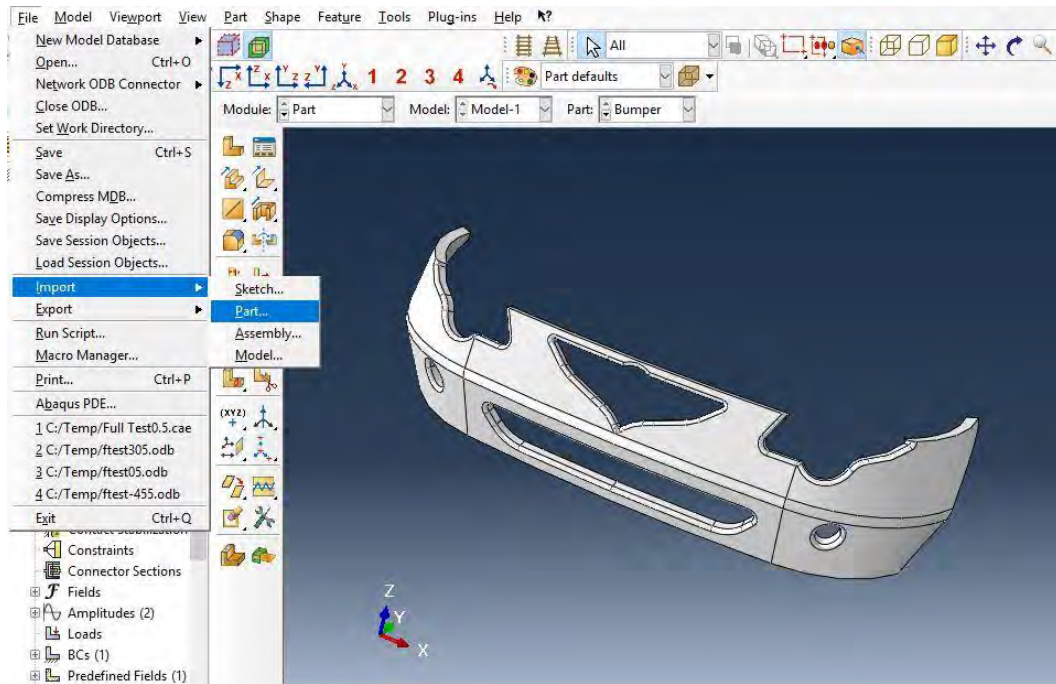 File Model Viewport View Part Shape Feature Tools Plug-ins Help
New Model Database
Open... Ctrl+O
Network ODB Connector
Close ODB...
Set Work Directory...
Save Ctrl+S
Save As...
Compress MDB...
Save Display Options...
Save Session Objects...
Load Session Objects...
Import
Export
Run Script...
Macro Manager...
Print... Ctrl+P
Abaqus PDE...
1 C:/Temp/Full Test0.5.cae
2 C:/Temp/ftest305.odb
3 C:/Temp/ftest05.odb
4 C:/Temp/ftest-455.odb
Exit Ctrl+Q
Sketch...
Part...
Assembly...
Model...
All
1 2 3 4 Part defaults
Module: Part Model: Model-1 Part: Bumper
(XYZ)
Constraints
Connector Sections
Fields
Amplitudes (2)
Loads
BCs (1)
Predefined Fields (1)
Z
Y
X